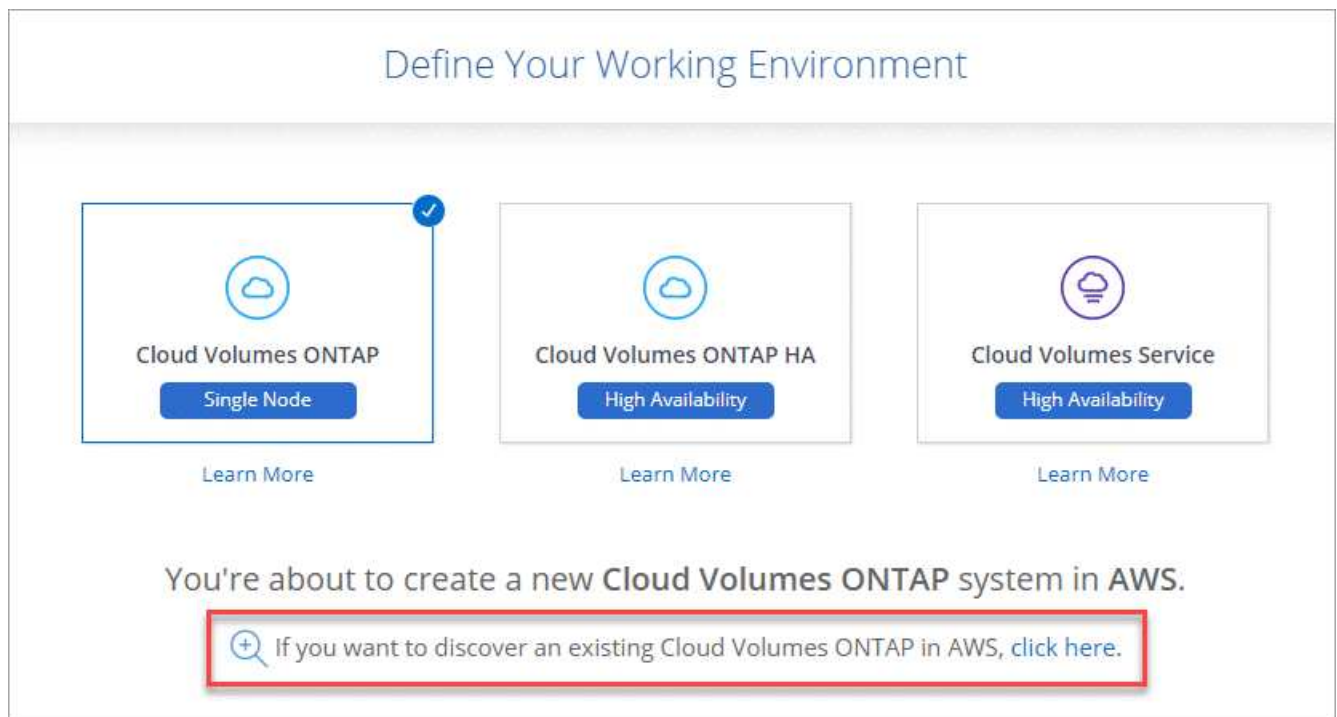 Define Your Working Environment
Cloud Volumes ONTAP
Single Node
Learn More
Cloud Volumes ONTAP HA
High Availability
Learn More
Cloud Volumes Service
High Availability
Learn More
You're about to create a new Cloud Volumes ONTAP system in AWS.
If you want to discover an existing Cloud Volumes ONTAP in AWS, click here.